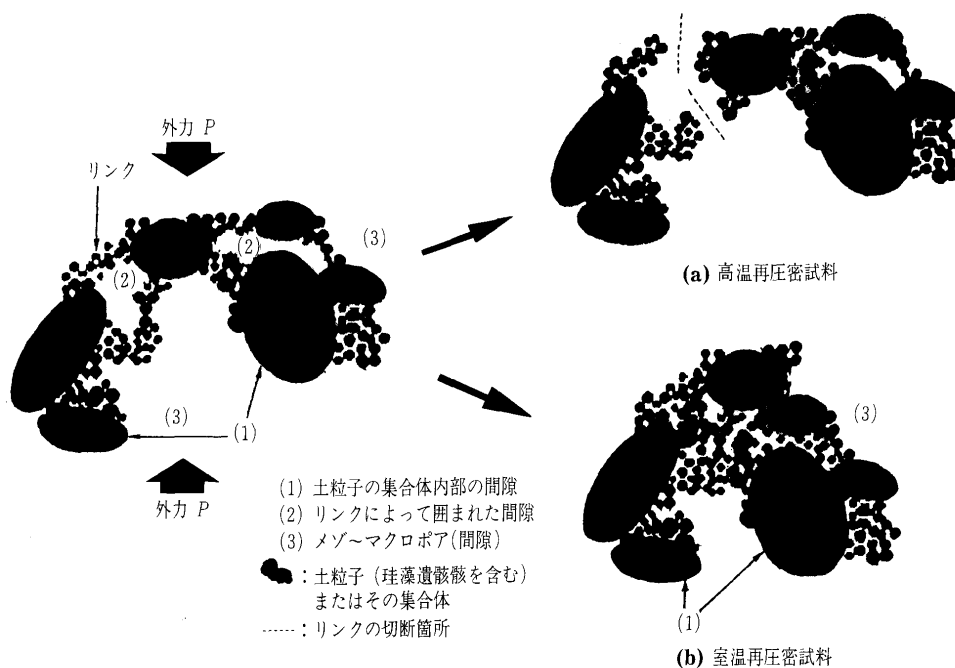 外力 P
リンク
(2)
(2)
(3)
(3)
(1)
外力 P
(1) 土粒子の集合体内部の間隙
(2) リンクによって囲まれた間隙
(3) メゾ～マクロポア(間隙)
：土粒子 (珪藻遺骸骸を含む)
またはその集合体
：リンクの切断箇所
(a) 高温再圧密試料
(3)
(1)
(b) 室温再圧密試料